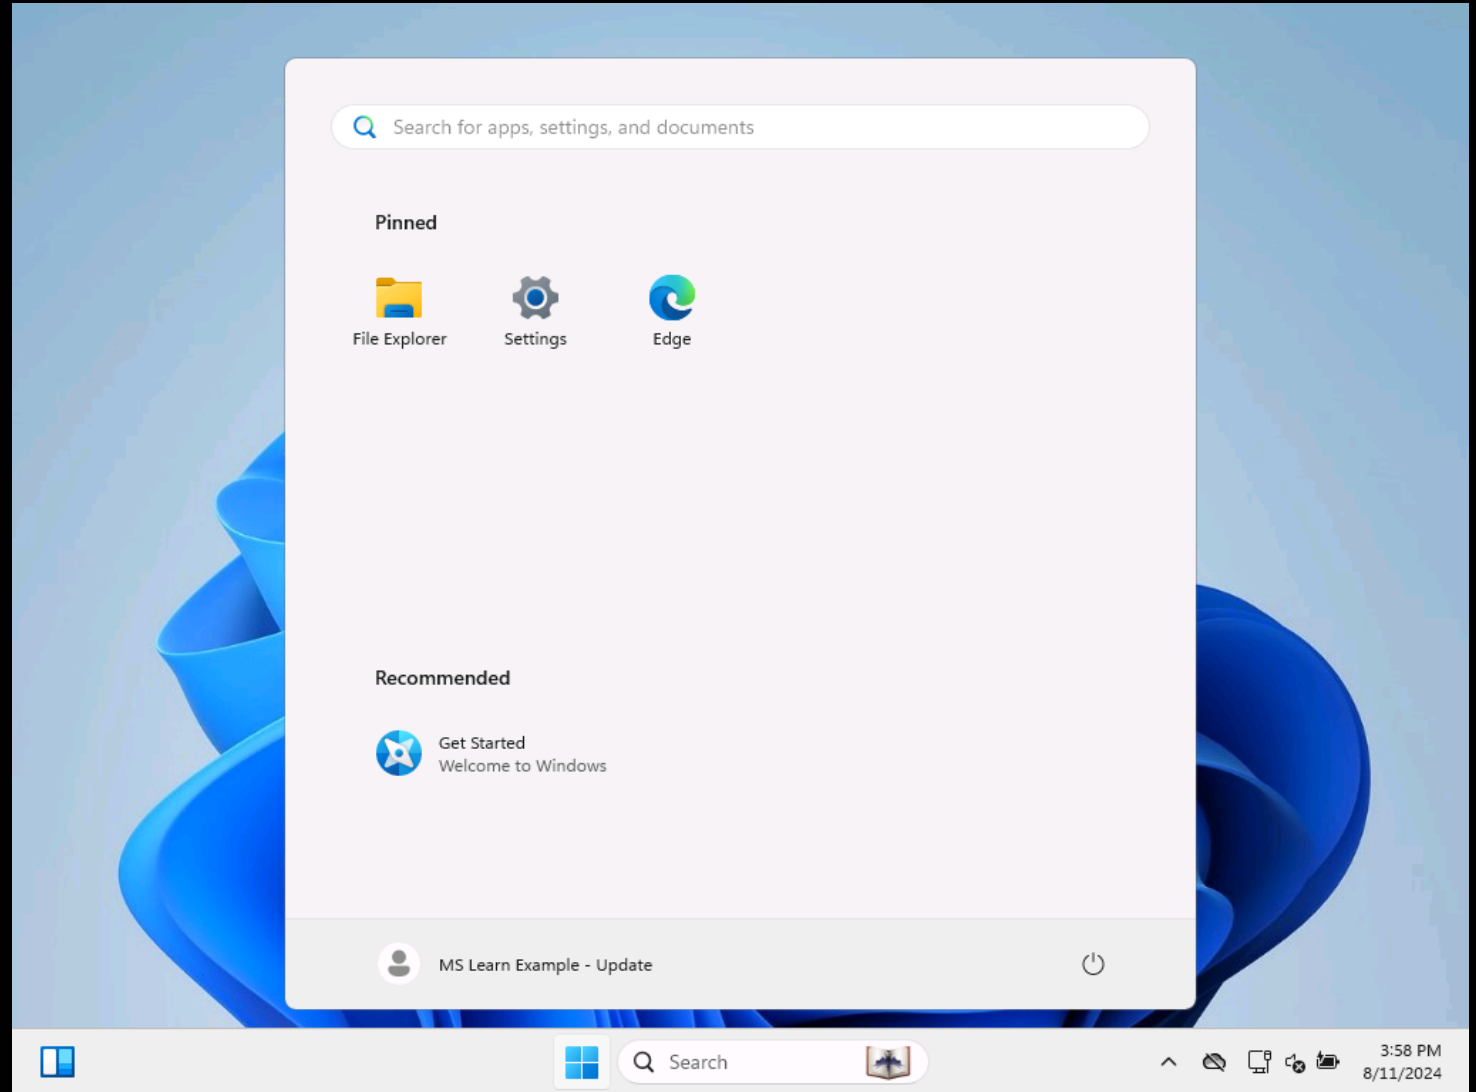 Search for apps, settings, and documents
Pinned
File Explorer
Settings
Edge
Recommended
Get Started
Welcome to Windows
MS Learn Example - Update
Search
3:58 PM
8/11/2024